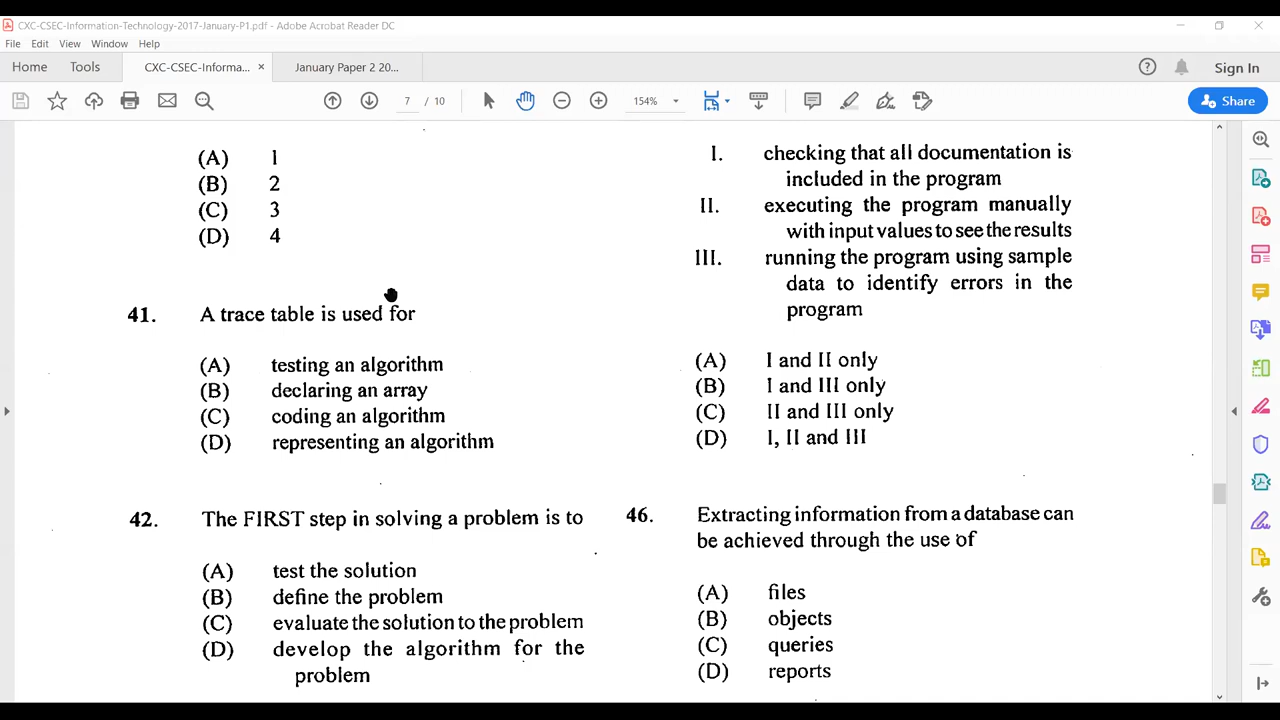 CXC-CSEC-Information-Technology-2017-January-P1.pdf - Adobe Acrobat Reader DC
File Edit View Window Help
Home Tools CXC-CSEC-Informa... × January Paper 2 20... Sign In
7 / 10 154% Share
(A) 1
(B) 2
(C) 3
(D) 4
41. A trace table is used for
(A) testing an algorithm
(B) declaring an array
(C) coding an algorithm
(D) representing an algorithm
42. The FIRST step in solving a problem is to
(A) test the solution
(B) define the problem
(C) evaluate the solution to the problem
(D) develop the algorithm for the
problem
I. checking that all documentation is
included in the program
II. executing the program manually
with input values to see the results
III. running the program using sample
data to identify errors in the
program
(A) I and II only
(B) I and III only
(C) II and III only
(D) I, II and III
46. Extracting information from a database can
be achieved through the use of
(A) files
(B) objects
(C) queries
(D) reports